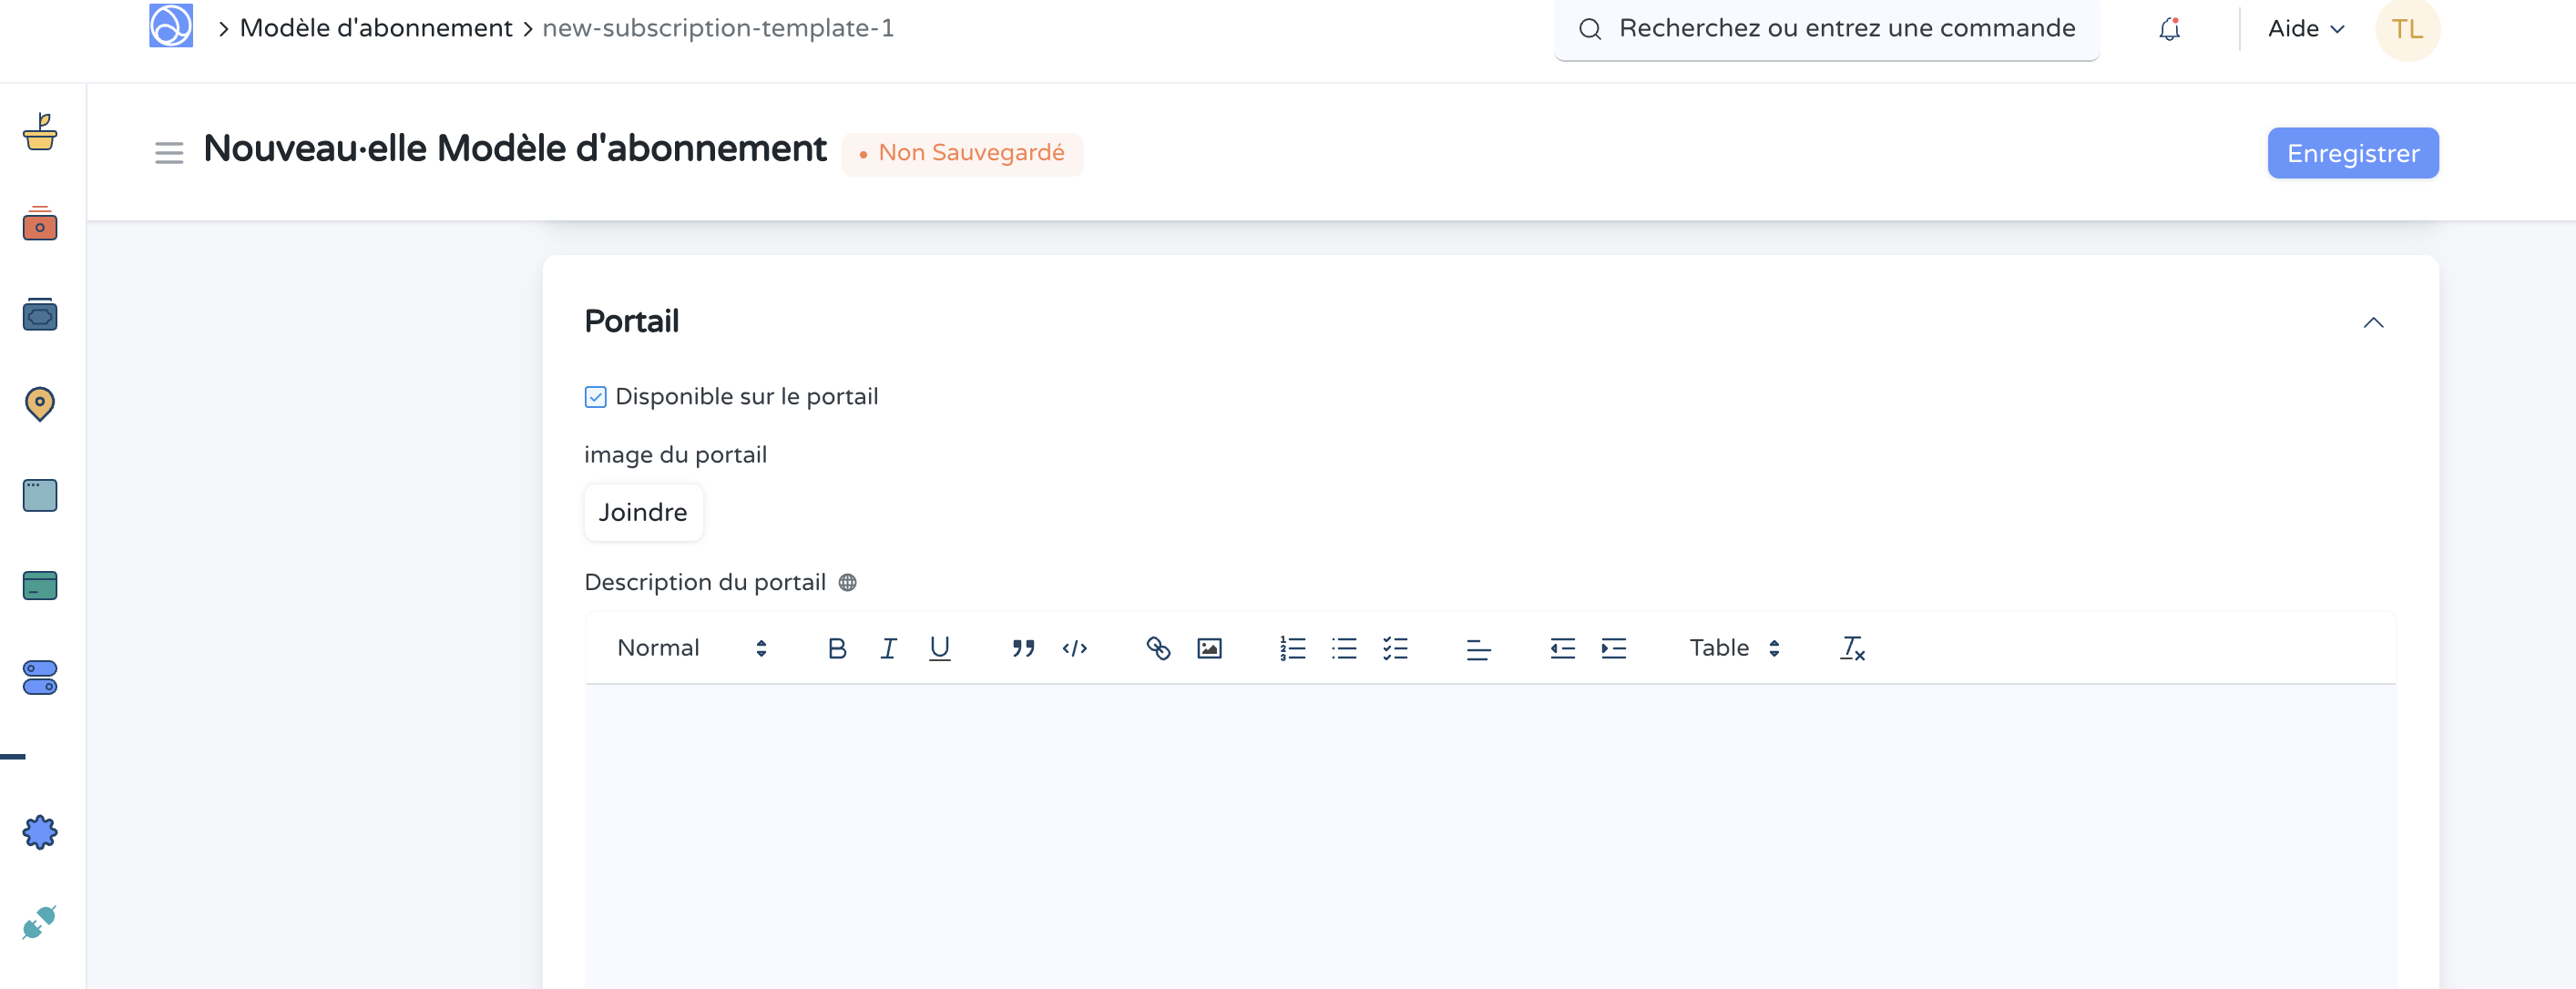 Modèle d'abonnement new-subscription-template-1
Recherchez ou entrez une commande
Aide
TL
Nouveau·elle Modèle d'abonnement
Non Sauvegardé
Enregistrer
Portail
Disponible sur le portail
image du portail
Joindre
Description du portail
Normal
Table